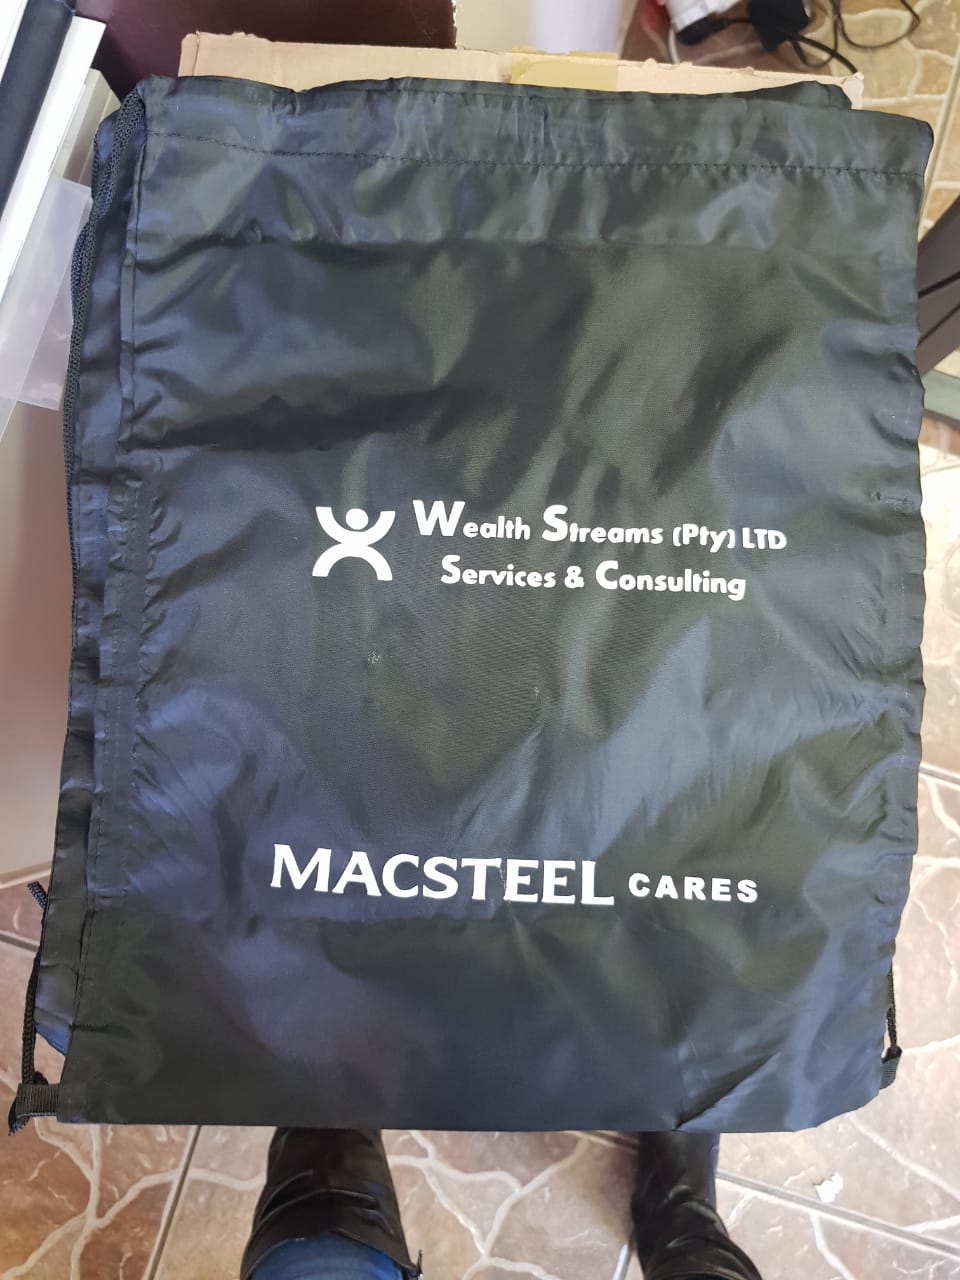 Wealth Streams (Pty) LTD
Services & Consulting
MACSTEEL CARES